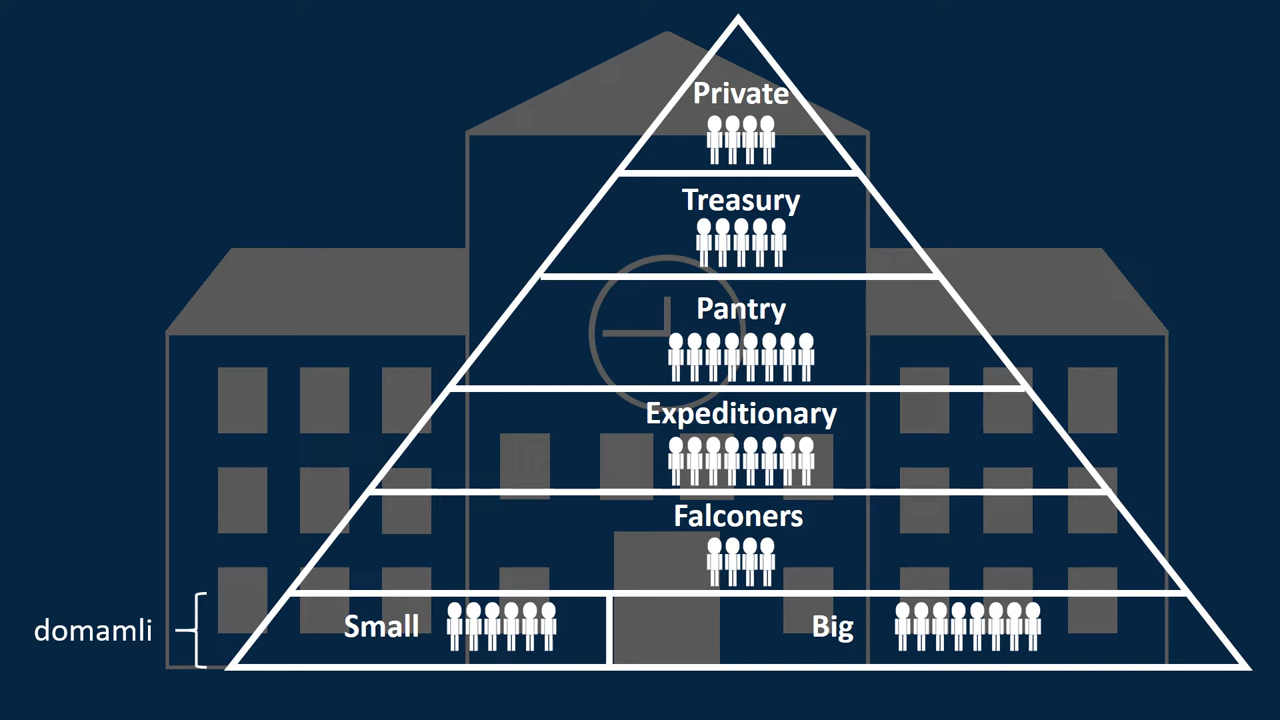 Private
Treasury
Pantry
Expeditionary
Falconers
domamli
Small
Big